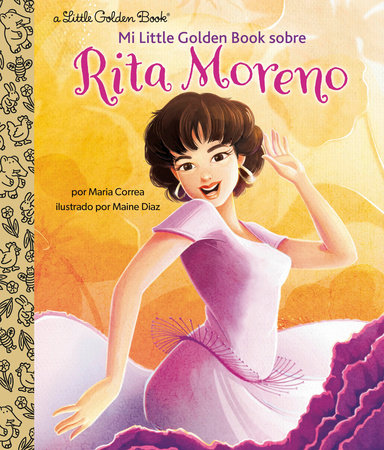 a Little Golden Book®
Mi Little Golden Book sobre
Rita Moreno
por Maria Correa
ilustrado por Maine Diaz